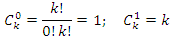 C_k^0 = k!/(0! k!) = 1; C_k^1 = k